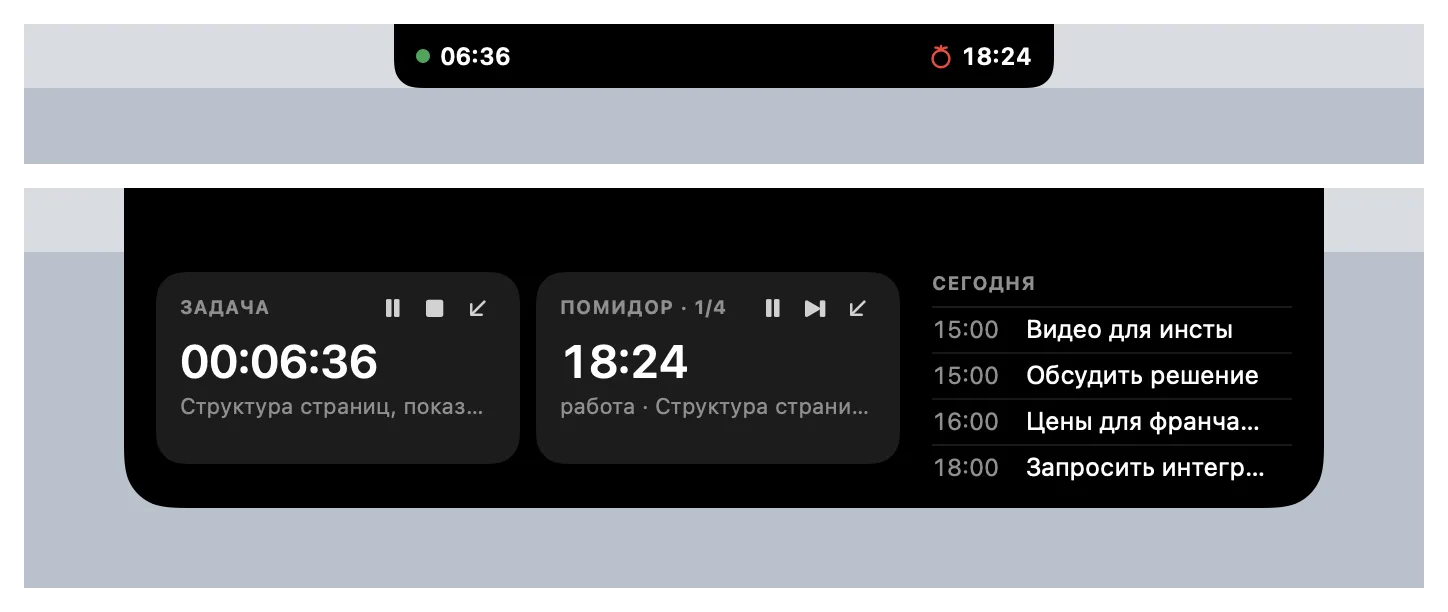 06:36 18:24
ЗАДАЧА
00:06:36
Структура страниц, показ...
ПОМИДОР · 1/4
18:24
работа · Структура страни...
СЕГОДНЯ
15:00 Видео для инсты
15:00 Обсудить решение
16:00 Цены для франча...
18:00 Запросить интегр...